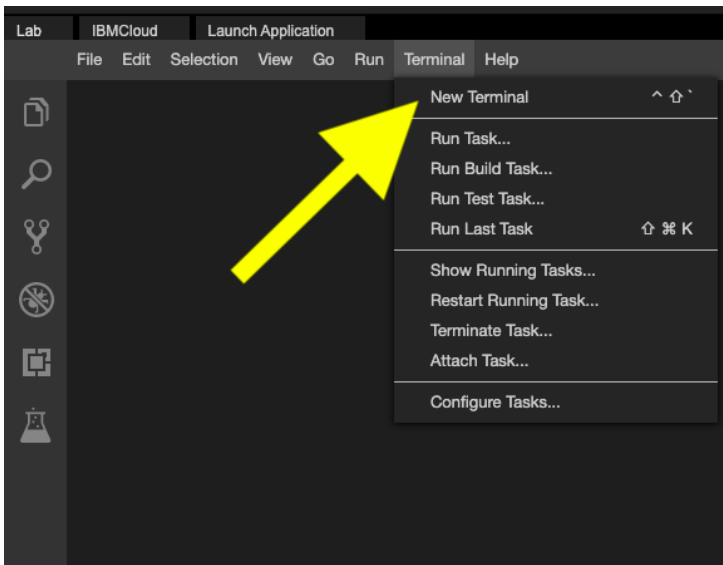 Lab IBMCloud Launch Application
File Edit Selection View Go Run Terminal Help
New Terminal ^ ⇧ `
Run Task...
Run Build Task...
Run Test Task...
Run Last Task ⇧ ⌘ K
Show Running Tasks...
Restart Running Task...
Terminate Task...
Attach Task...
Configure Tasks...